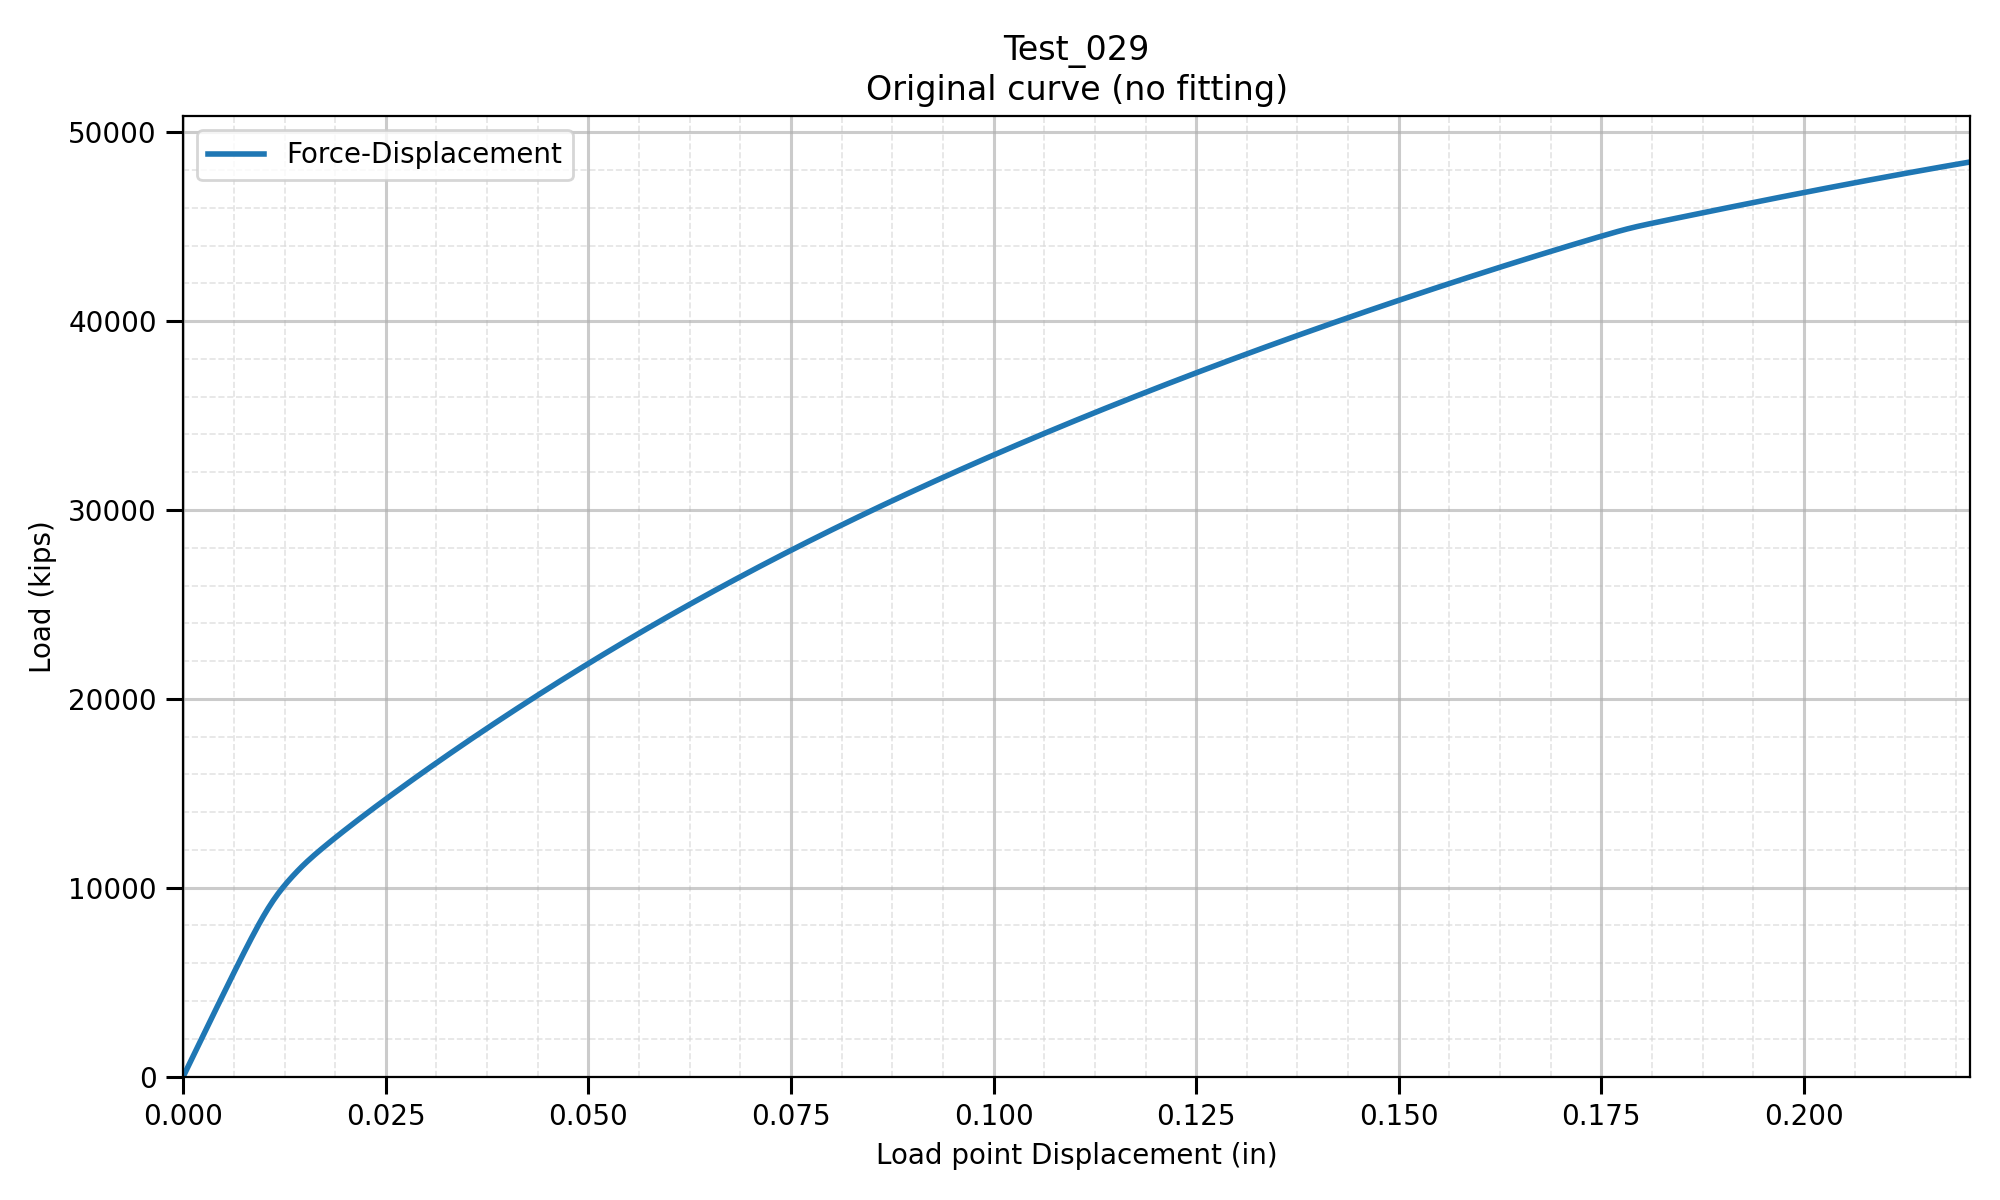 Test_029
Original curve (no fitting)
Force-Displacement
50000
40000
30000
20000
10000
0
Load (kips)
0.000 0.025 0.050 0.075 0.100 0.125 0.150 0.175 0.200
Load point Displacement (in)